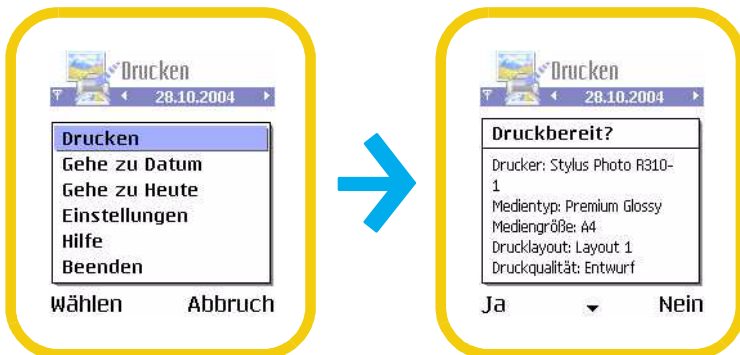 Drucken
28.10.2004
Drucken
Gehe zu Datum
Gehe zu Heute
Einstellungen
Hilfe
Beenden
Wählen Abbruch
Drucken
28.10.2004
Druckbereit?
Drucker: Stylus Photo R310-
1
Medientyp: Premium Glossy
Mediengröße: A4
Drucklayout: Layout 1
Druckqualität: Entwurf
Ja Nein